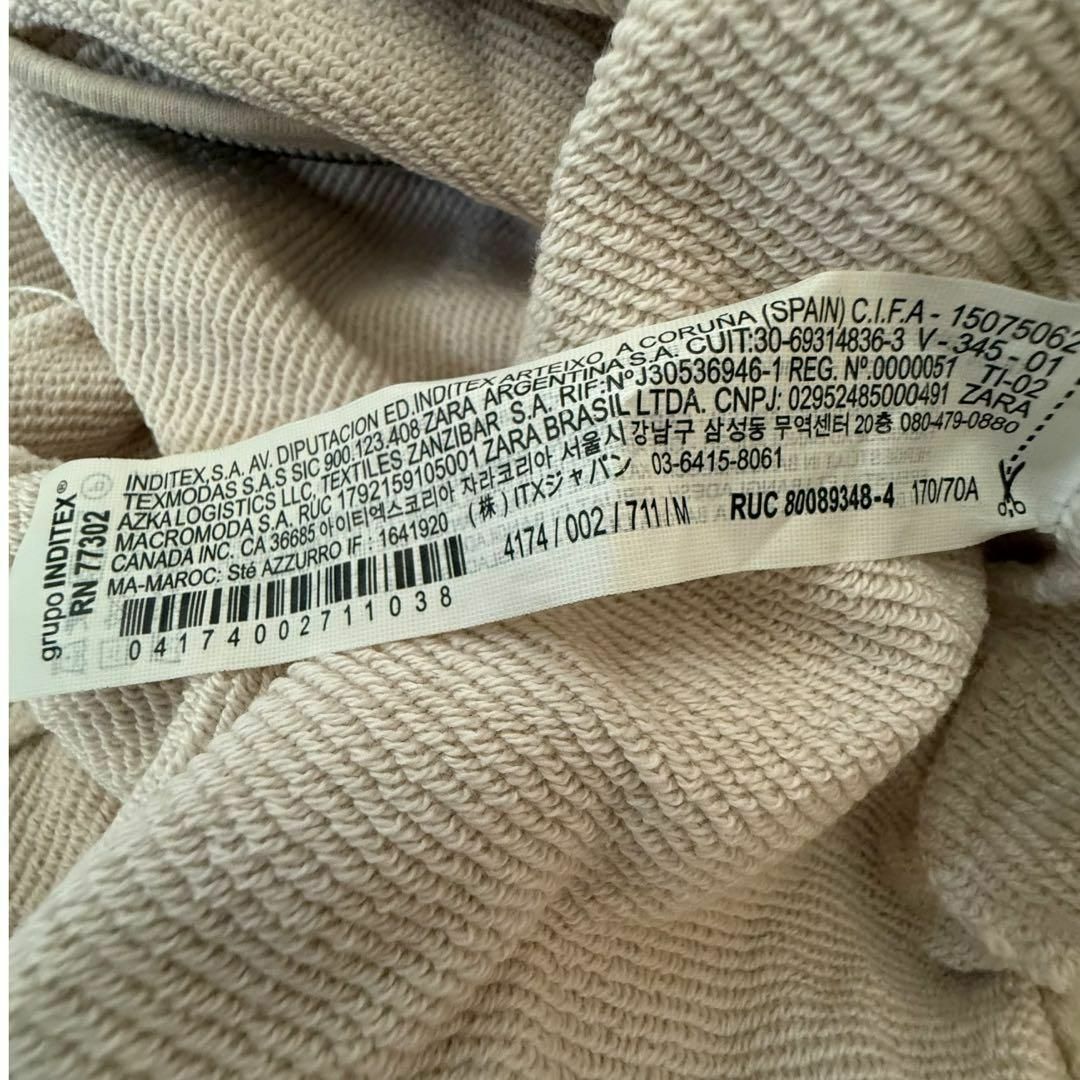 grupo INDITEX®
RN 77302
INDITEX,S.A. AV. DIPUTACION ED.INDITEX ARTEIXO A CORUÑA (SPAIN) C.I.F.A - 15075062
TEXMODAS S.A.S SIC 900.123.408 ZARA ARGENTINA S.A. CUIT:30-69314836-3 V - 345 - 01
AZKA LOGISTICS LLC, TEXTILES ZANZIBAR S.A. RIF:NºJ30536946-1 REG. Nº.0000051 TI-02
MACROMODA S.A. RUC 1792159105001 ZARA BRASIL LTDA. CNPJ: 02952485000491 ZARA
CANADA INC. CA 36685 아이티엑스코리아 자라코리아 서울시 강남구 삼성동 무역센터 20층 080-479-0880
MA-MAROC: Sté AZZURRO IF : 1641920 (株) ITXジャパン 03-6415-8061
4174 / 002 / 711 / M RUC 80089348-4 170/70A
04174002711038